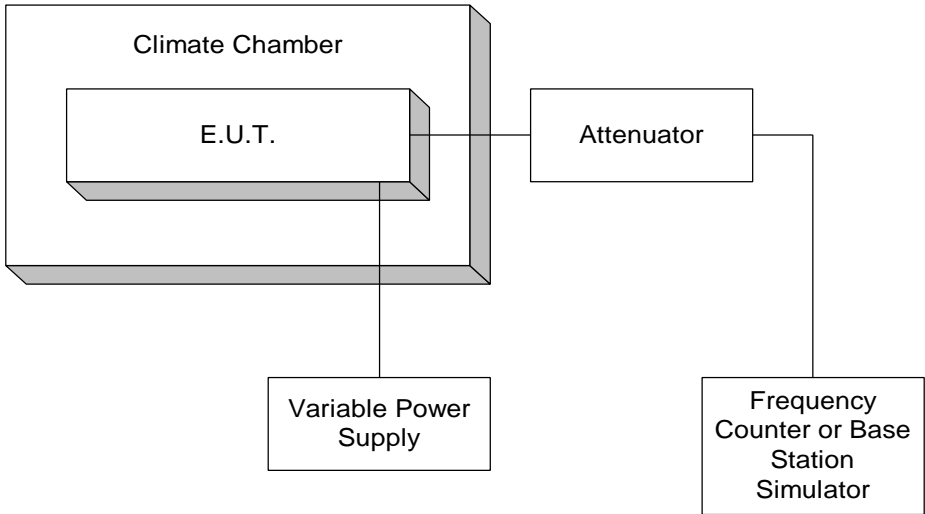 Climate Chamber
E.U.T.
Attenuator
Variable Power
Supply
Frequency
Counter or Base
Station
Simulator